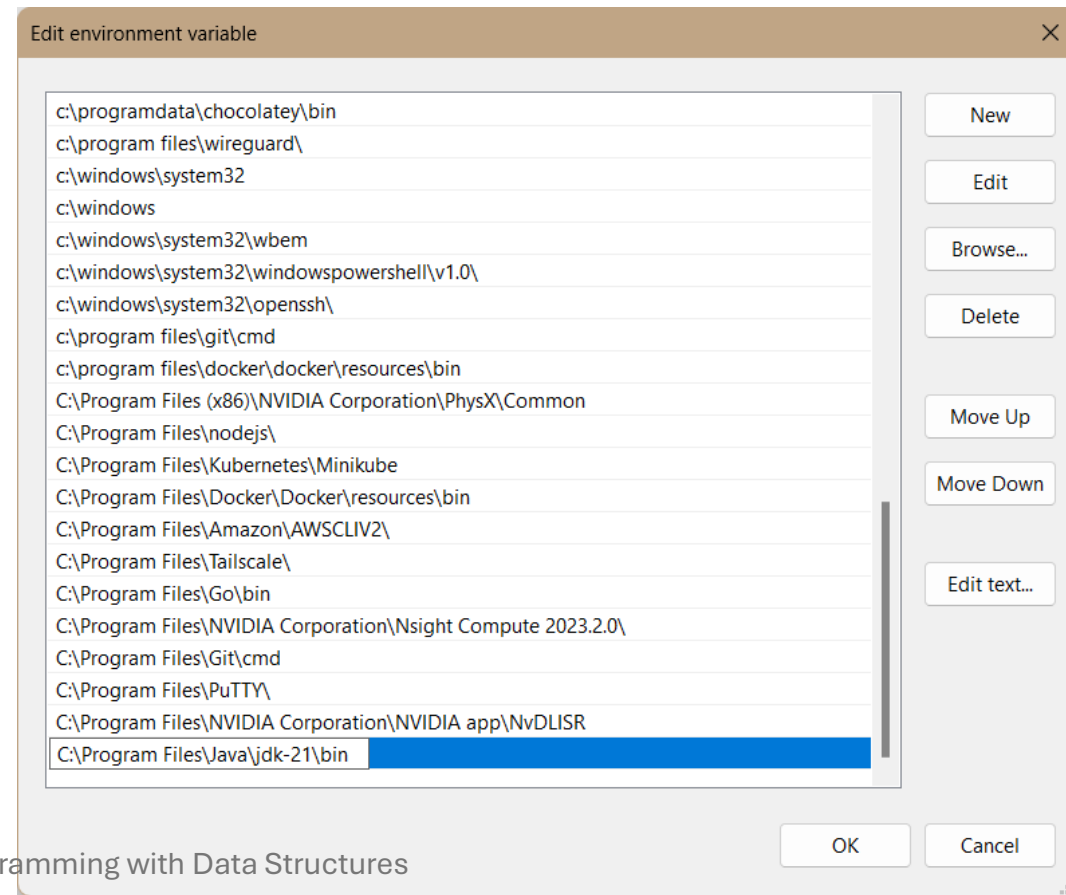 Edit environment variable
c:\programdata\chocolatey\bin
c:\program files\wireguard\
c:\windows\system32
c:\windows
c:\windows\system32\wbem
c:\windows\system32\windowspowershell\v1.0\
c:\windows\system32\openssh\
c:\program files\git\cmd
c:\program files\docker\docker\resources\bin
C:\Program Files (x86)\NVIDIA Corporation\PhysX\Common
C:\Program Files\nodejs\
C:\Program Files\Kubernetes\Minikube
C:\Program Files\Docker\Docker\resources\bin
C:\Program Files\Amazon\AWSCLIV2\
C:\Program Files\Tailscale\
C:\Program Files\Go\bin
C:\Program Files\NVIDIA Corporation\Nsight Compute 2023.2.0\
C:\Program Files\Git\cmd
C:\Program Files\PuTTY\
C:\Program Files\NVIDIA Corporation\NVIDIA app\NvDLISR
C:\Program Files\Java\jdk-21\bin
New
Edit
Browse...
Delete
Move Up
Move Down
Edit text...
OK
Cancel
ramming with Data Structures